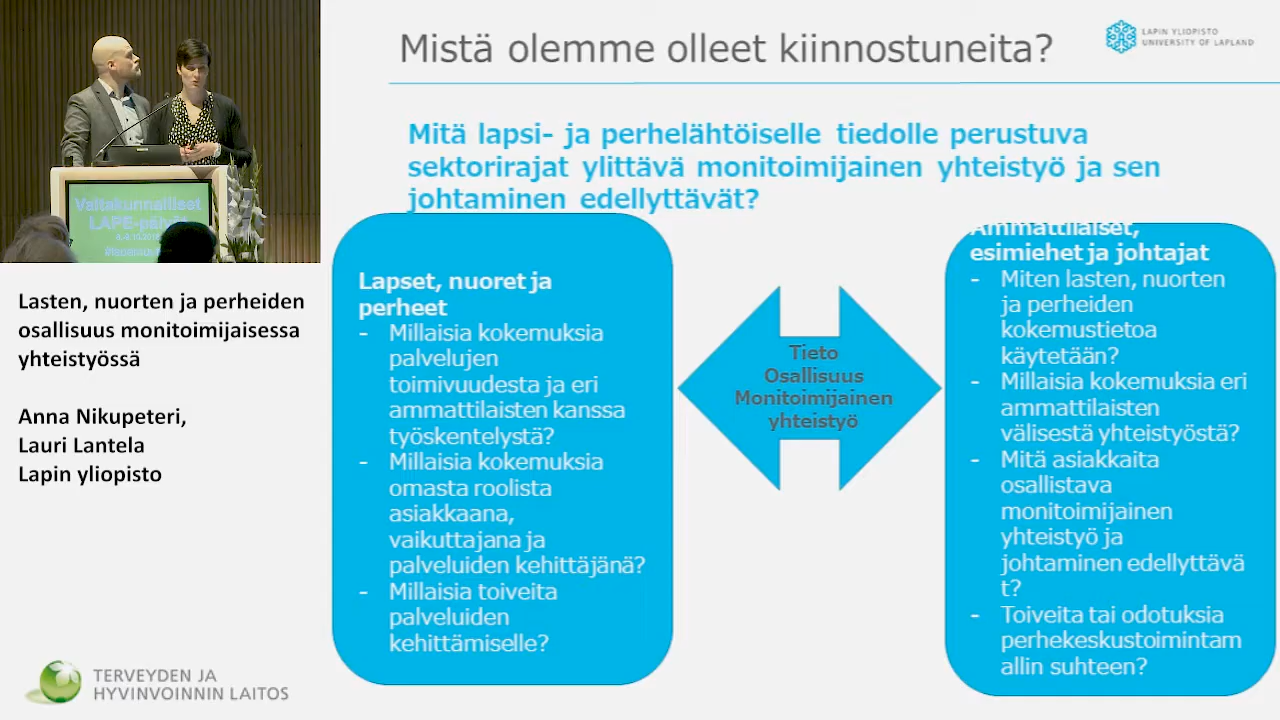 Mistä olemme olleet kiinnostuneita?
LAPIN YLIOPISTO
UNIVERSITY OF LAPLAND
Mitä lapsi- ja perhelähtöiselle tiedolle perustuva
sektorirajat ylittävä monitoimijainen yhteistyö ja sen
johtaminen edellyttävät?
Valtakunnalliset
LAPE-päivät
Lasten, nuorten ja perheiden
osallisuus monitoimijaisessa
yhteistyössä
Anna Nikupeteri,
Lauri Lantela
Lapin yliopisto
Lapset, nuoret ja
perheet
- Millaisia kokemuksia
palvelujen
toimivuudesta ja eri
ammattilaisten kanssa
työskentelystä?
- Millaisia kokemuksia
omasta roolista
asiakkaana,
vaikuttajana ja
palveluiden kehittäjänä?
- Millaisia toiveita
palveluiden
kehittämiselle?
Tieto
Osallisuus
Monitoimijainen
yhteistyö
Ammattilaiset,
esimiehet ja johtajat
- Miten lasten, nuorten
ja perheiden
kokemustietoa
käytetään?
- Millaisia kokemuksia eri
ammattilaisten
välisestä yhteistyöstä?
- Mitä asiakkaita
osallistava
monitoimijainen
yhteistyö ja
johtaminen edellyttävä
t?
- Toiveita tai odotuksia
perhekeskustoimintam
allin suhteen?
TERVEYDEN JA
HYVINVOINNIN LAITOS